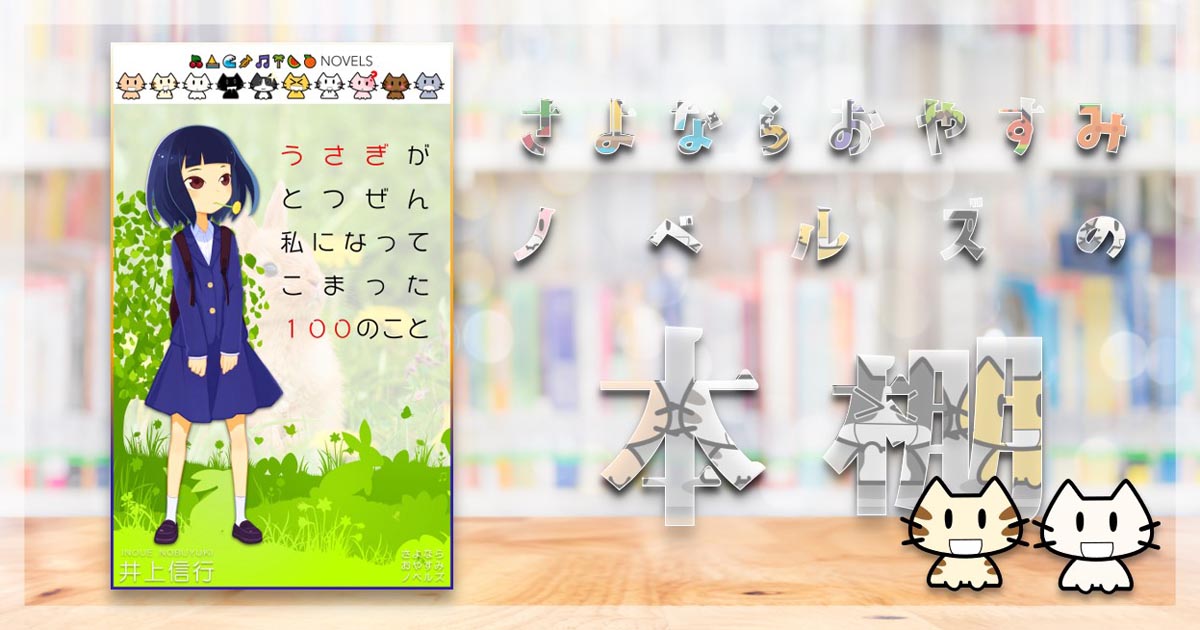 NOVELS
うさぎが
とつぜん
私になって
こまった
100のこと
INOUE NOBUYUKI
井上信行
さよなら
おやすみ
ノベルズ
さよならおやすみ
ノベルズの
本棚